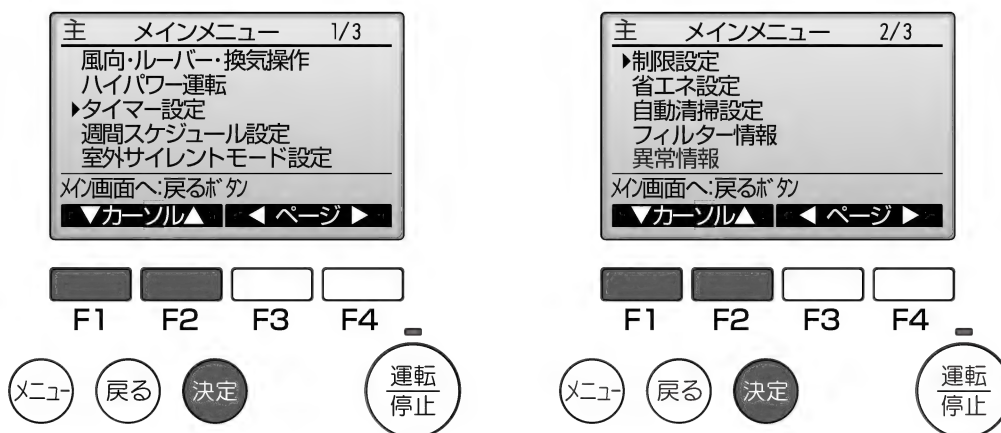 主 メインメニュー 1/3
風向・ルーバー・換気操作
ハイパワー運転
▶タイマー設定
週間スケジュール設定
室外サイレントモード設定
メイン画面へ:戻るボタン
▼カーソル▲ ◀ ページ ▶
F1 F2 F3 F4
メニュー 戻る 決定 運転
停止
主 メインメニュー 2/3
▶制限設定
省エネ設定
自動清掃設定
フィルター情報
異常情報
メイン画面へ:戻るボタン
▼カーソル▲ ◀ ページ ▶
F1 F2 F3 F4
メニュー 戻る 決定 運転
停止